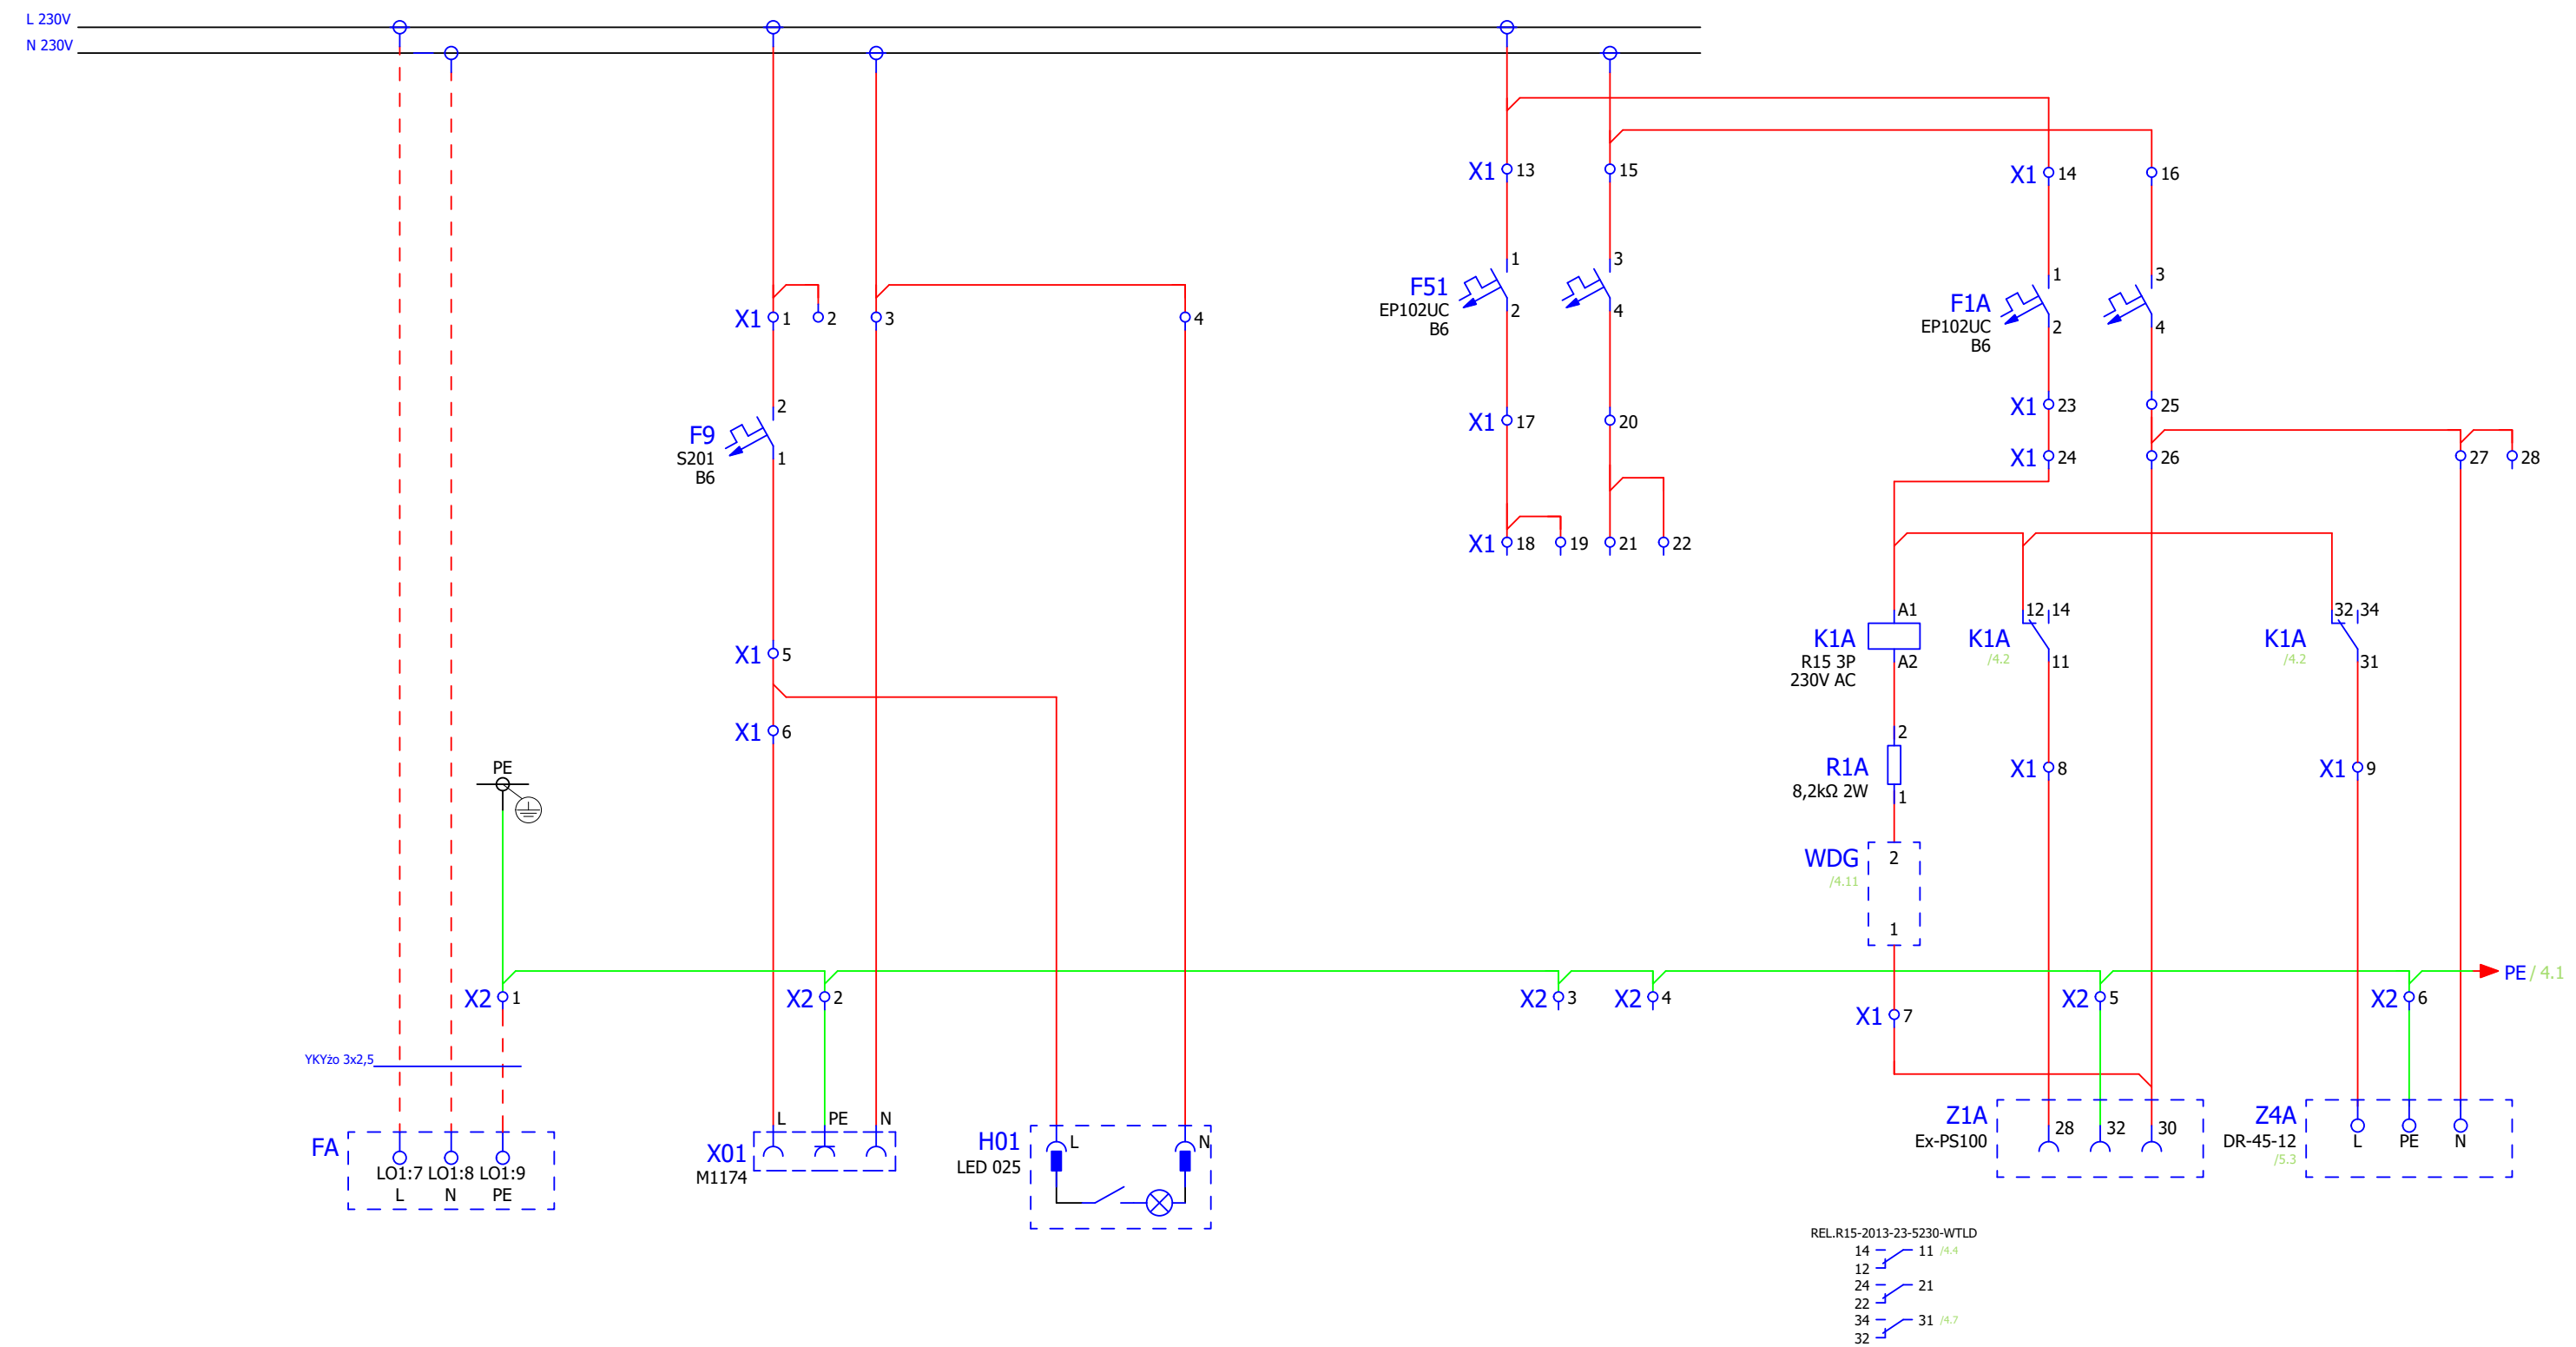 L 230V
N 230V
X1 13
15
X1 14
16
1
3
F51
EP102UC
B6
2
4
1
3
F1A
EP102UC
B6
2
4
X1 1
2
3
4
2
F9
S201
B6
1
X1 17
20
X1 23
25
X1 24
26
27
28
X1 18
19
21
22
A1
K1A
R15 3P
230V AC
A2
12 14
K1A
/4.2
11
32 34
K1A
/4.2
31
X1 5
X1 6
2
R1A
8,2kΩ 2W
1
X1 8
X1 9
PE
WDG
/4.11
2
1
PE / 4.1
X2 1
X2 2
X2 3
X2 4
X2 5
X2 6
X1 7
YKYżo 3x2,5
FA
LO1:7 LO1:8 LO1:9
L N PE
L PE N
X01
M1174
H01
LED 025
L
N
Z1A
Ex-PS100
28 32 30
Z4A
DR-45-12
/5.3
L PE N
REL.R15-2013-23-5230-WTLD
14 11 /4.4
12
24 21
22
34 31 /4.7
32